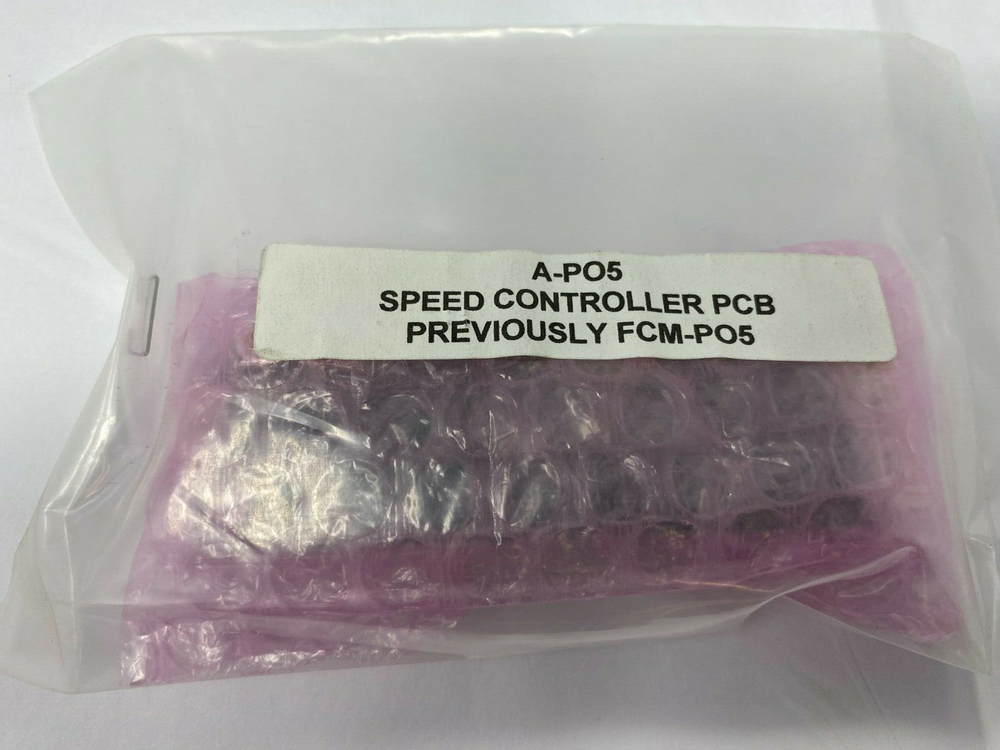 A-PO5
SPEED CONTROLLER PCB
PREVIOUSLY FCM-PO5